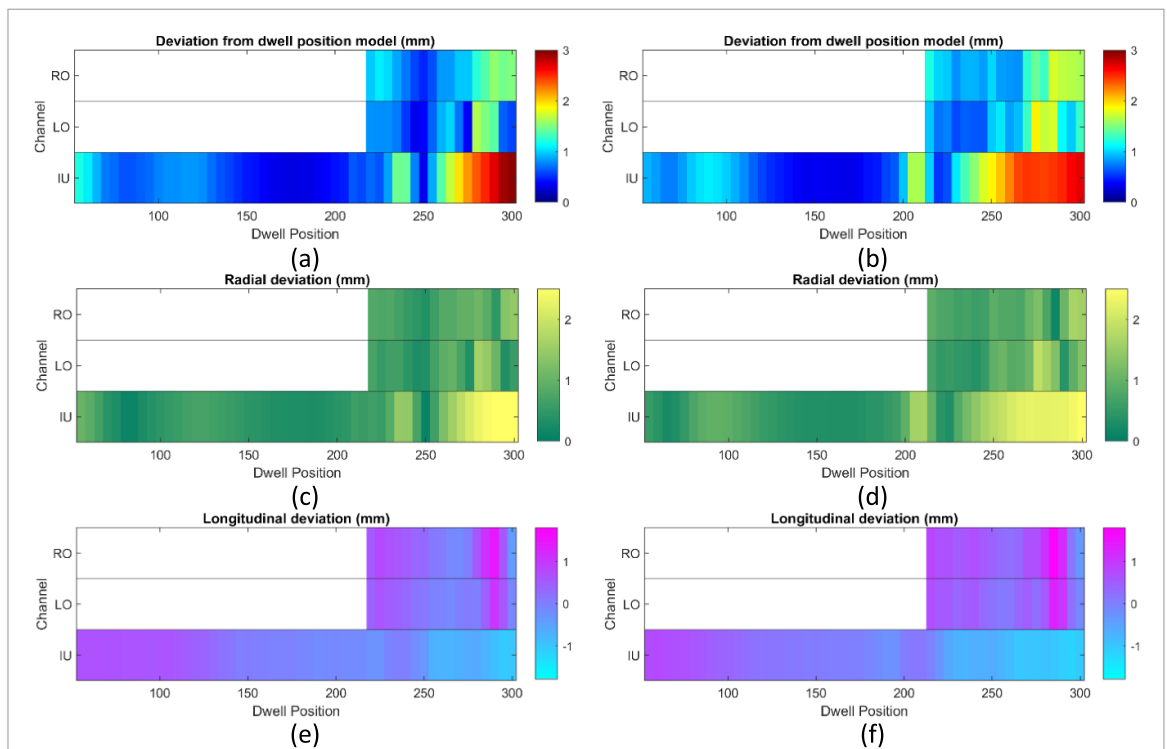 Deviation from dwell position model (mm)
RO
LO
IU
Channel
100
150
200
250
300
Dwell Position
3
2
1
0
(a)
Deviation from dwell position model (mm)
RO
LO
IU
Channel
100
150
200
250
300
Dwell Position
3
2
1
0
(b)
Radial deviation (mm)
RO
LO
IU
Channel
100
150
200
250
300
Dwell Position
2
1
0
(c)
Radial deviation (mm)
RO
LO
IU
Channel
100
150
200
250
300
Dwell Position
2
1
0
(d)
Longitudinal deviation (mm)
RO
LO
IU
Channel
100
150
200
250
300
Dwell Position
1
0
-1
(e)
Longitudinal deviation (mm)
RO
LO
IU
Channel
100
150
200
250
300
Dwell Position
1
0
-1
(f)